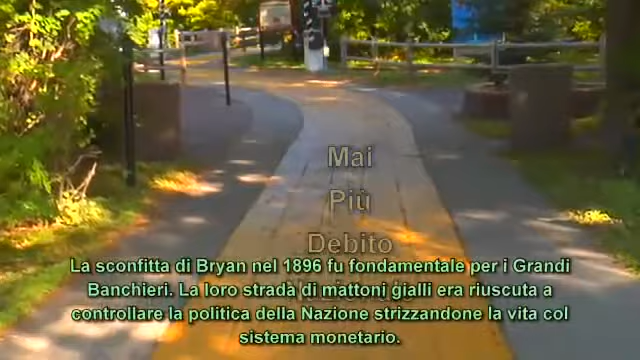 Mai
Più
Debito
La sconfitta di Bryan nel 1896 fu fondamentale per i Grandi
Banchieri. La loro strada di mattoni gialli era riuscuta a
controllare la politica della Nazione strizzandone la vita col
sistema monetario.